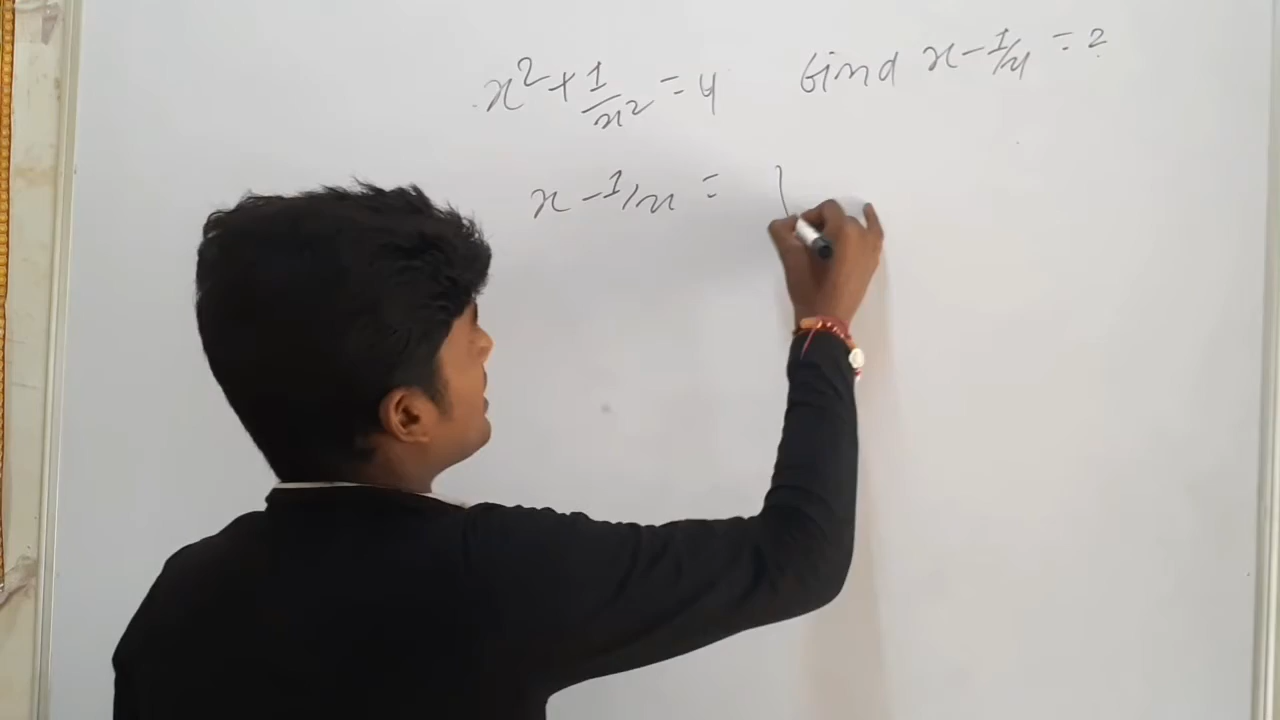 x² + 1/x² = 4 Find x - 1/x = ?
x - 1/x =